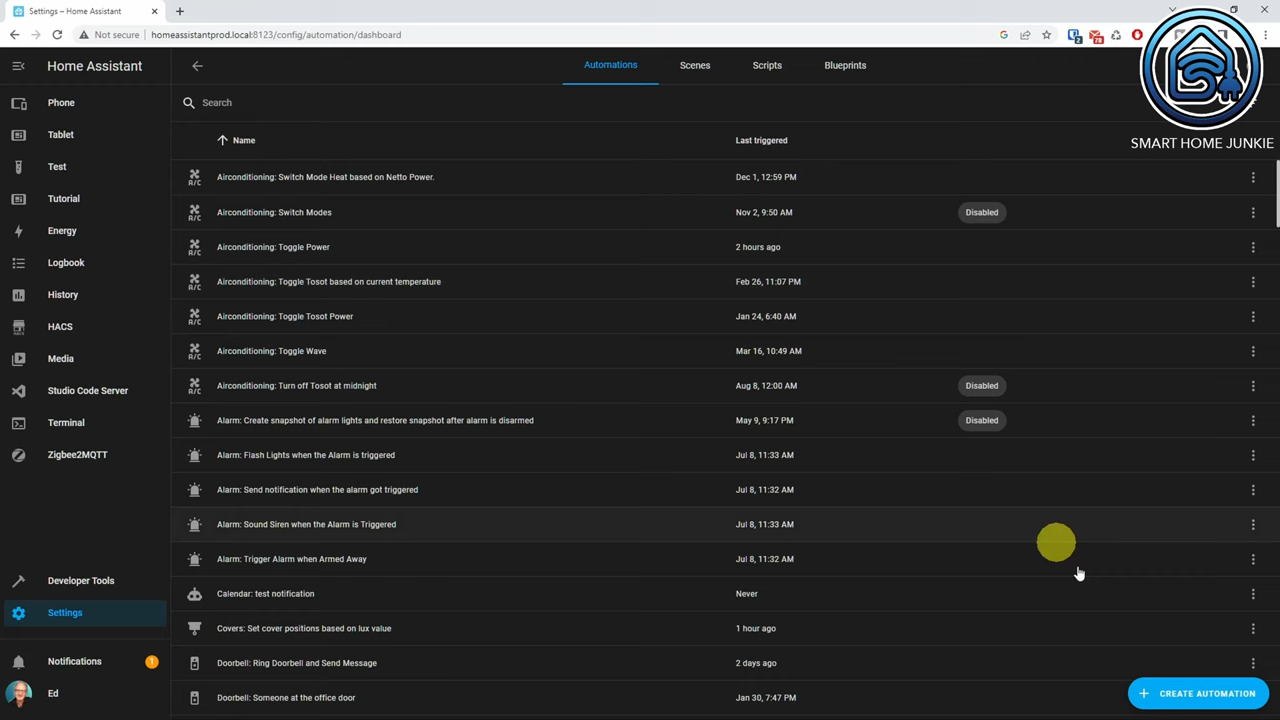 Settings – Home Assistant
Not secure
homeassistantprod.local:8123/config/automation/dashboard
SMART HOME JUNKIE
Home Assistant
Automations
Scenes
Scripts
Blueprints
Phone
Tablet
Test
Tutorial
Energy
Logbook
History
HACS
Media
Studio Code Server
Terminal
Zigbee2MQTT
Developer Tools
Settings
Notifications
1
Ed
Search
Name
Last triggered
Airconditioning: Switch Mode Heat based on Netto Power.
Dec 1, 12:59 PM
Airconditioning: Switch Modes
Nov 2, 9:50 AM
Disabled
Airconditioning: Toggle Power
2 hours ago
Airconditioning: Toggle Tosot based on current temperature
Feb 26, 11:07 PM
Airconditioning: Toggle Tosot Power
Jan 24, 6:40 AM
Airconditioning: Toggle Wave
Mar 16, 10:49 AM
Airconditioning: Turn off Tosot at midnight
Aug 8, 12:00 AM
Disabled
Alarm: Create snapshot of alarm lights and restore snapshot after alarm is disarmed
May 9, 9:17 PM
Disabled
Alarm: Flash Lights when the Alarm is triggered
Jul 8, 11:33 AM
Alarm: Send notification when the alarm got triggered
Jul 8, 11:32 AM
Alarm: Sound Siren when the Alarm is Triggered
Jul 8, 11:33 AM
Alarm: Trigger Alarm when Armed Away
Jul 8, 11:32 AM
Calendar: test notification
Never
Covers: Set cover positions based on lux value
1 hour ago
Doorbell: Ring Doorbell and Send Message
2 days ago
Doorbell: Someone at the office door
Jan 30, 7:47 PM
CREATE AUTOMATION